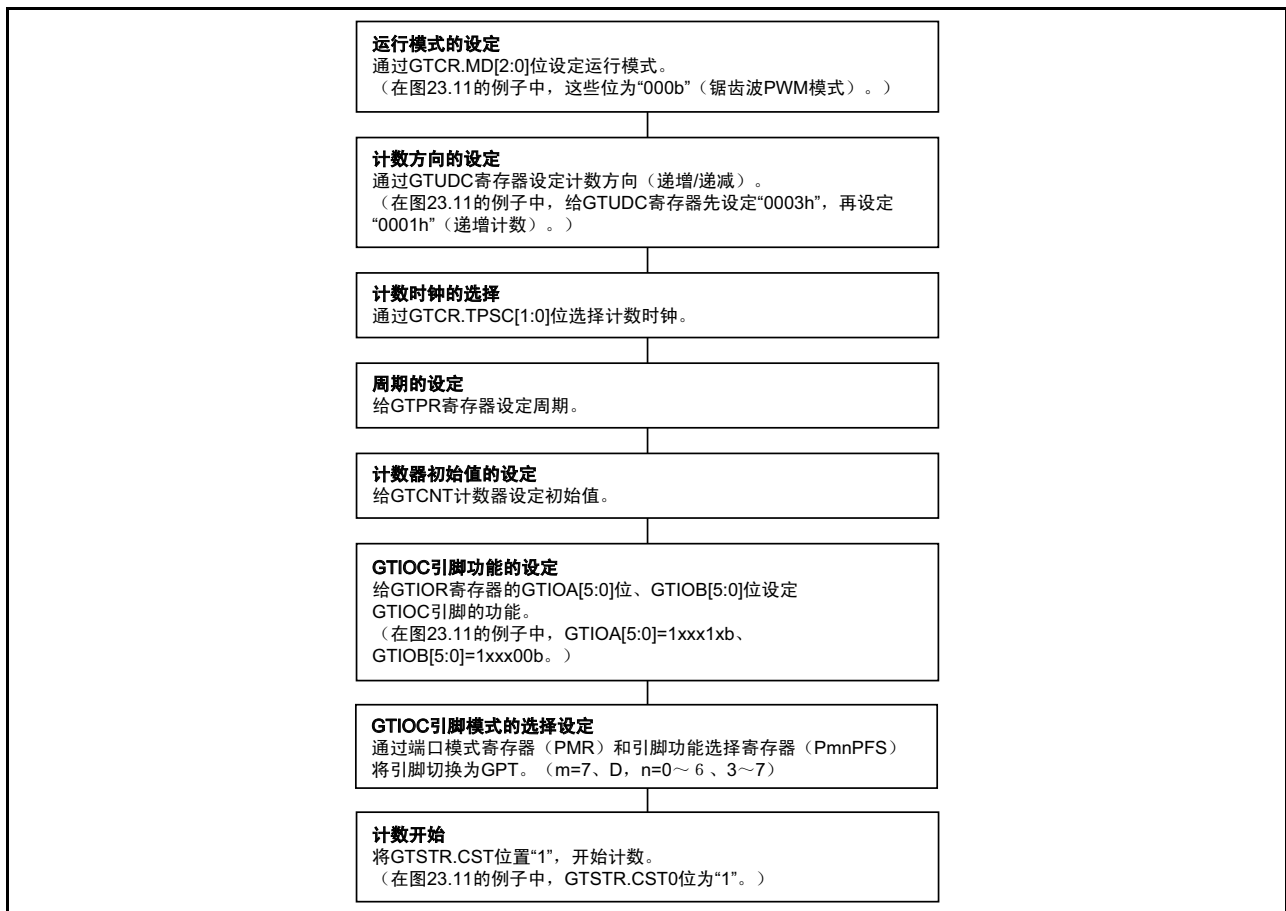 运行模式的设定
通过GTCR.MD[2:0]位设定运行模式。
（在图23.11的例子中，这些位为“000b”（锯齿波PWM模式）。）
计数方向的设定
通过GTUDC寄存器设定计数方向（递增/递减）。
（在图23.11的例子中，给GTUDC寄存器先设定“0003h”，再设定
“0001h”（递增计数）。）
计数时钟的选择
通过GTCR.TPSC[1:0]位选择计数时钟。
周期的设定
给GTPR寄存器设定周期。
计数器初始值的设定
给GTCNT计数器设定初始值。
GTIOC引脚功能的设定
给GTIOR寄存器的GTIOA[5:0]位、GTIOB[5:0]位设定
GTIOC引脚的功能。
（在图23.11的例子中，GTIOA[5:0]=1xxx1xb、
GTIOB[5:0]=1xxx00b。）
GTIOC引脚模式的选择设定
通过端口模式寄存器（PMR）和引脚功能选择寄存器（PmnPFS）
将引脚切换为GPT。（m=7、D，n=0～６、3～7）
计数开始
将GTSTR.CST位置“1”，开始计数。
（在图23.11的例子中，GTSTR.CST0位为“1”。）